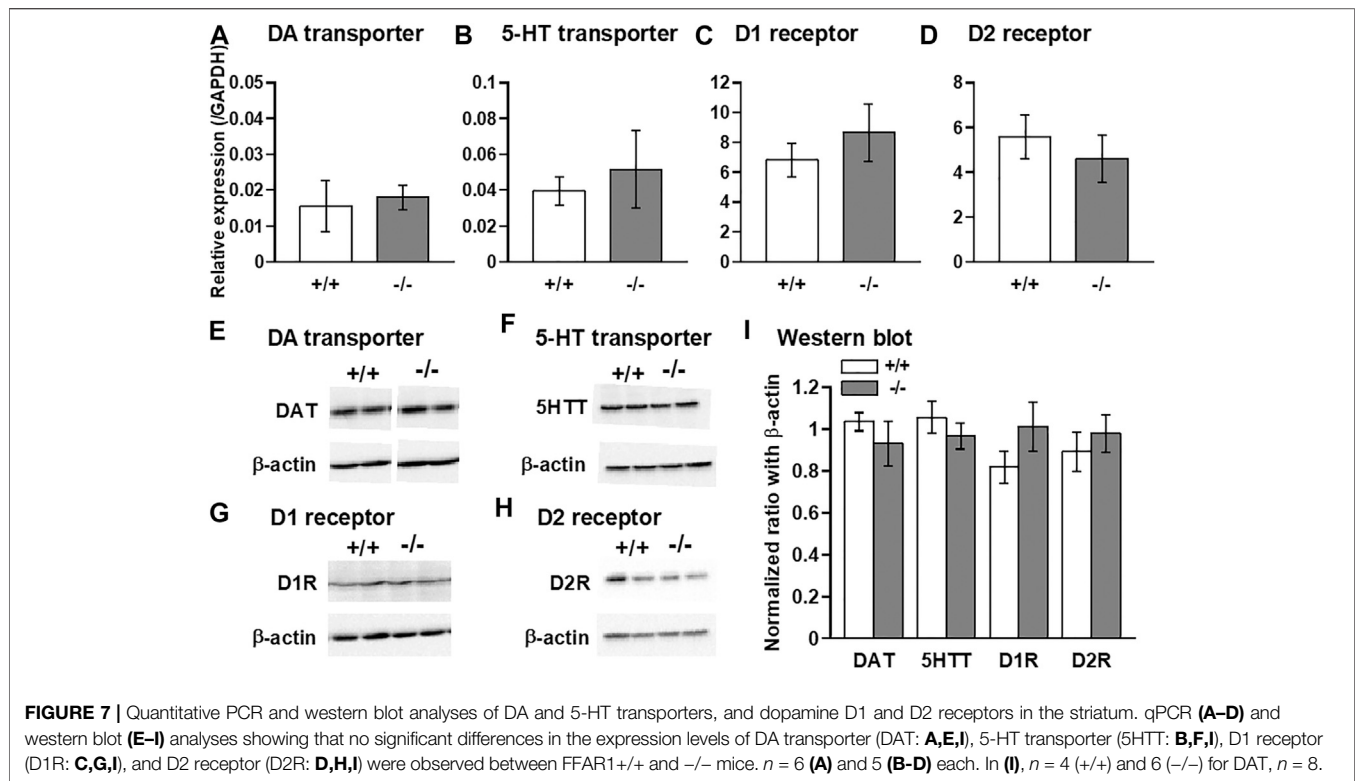 A DA transporter
B 5-HT transporter
C D1 receptor
D D2 receptor
Relative expression (/GAPDH)
0.05
0.04
0.03
0.02
0.01
0
+/+ -/-
0.1
0.08
0.06
0.04
0.02
0
+/+ -/-
12
10
8
6
4
2
0
+/+ -/-
8
6
4
2
0
+/+ -/-
E DA transporter
+/+ -/-
DAT
β-actin
F 5-HT transporter
+/+ -/-
5HTT
β-actin
G D1 receptor
+/+ -/-
D1R
β-actin
H D2 receptor
+/+ -/-
D2R
β-actin
I Western blot
+/+
-/-
Normalized ratio with β-actin
1.2
1
0.8
0.6
0.4
0.2
0
DAT 5HTT D1R D2R
FIGURE 7 | Quantitative PCR and western blot analyses of DA and 5-HT transporters, and dopamine D1 and D2 receptors in the striatum. qPCR (A–D) and
western blot (E–I) analyses showing that no significant differences in the expression levels of DA transporter (DAT: A,E,I), 5-HT transporter (5HTT: B,F,I), D1 receptor
(D1R: C,G,I), and D2 receptor (D2R: D,H,I) were observed between FFAR1+/+ and −/− mice. n = 6 (A) and 5 (B-D) each. In (I), n = 4 (+/+) and 6 (−/−) for DAT, n = 8.